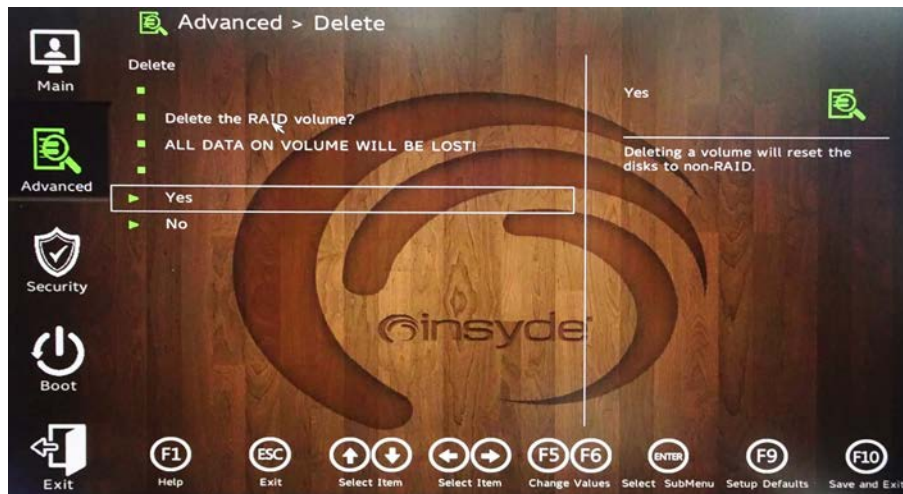 Advanced > Delete
Main
Delete
Yes
Delete the RAID volume?
ALL DATA ON VOLUME WILL BE LOST!
Deleting a volume will reset the
disks to non-RAID.
Advanced
Yes
No
Security
insyde
Boot
F1
ESC
F5 F6
ENTER
F9
F10
Help
Exit
Select Item
Select Item
Change Values
Select SubMenu
Setup Defaults
Save and Exit
Exit